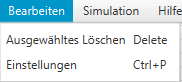 Bearbeiten Simulation Hilfe
Ausgewähltes Löschen Delete
Einstellungen Ctrl+P